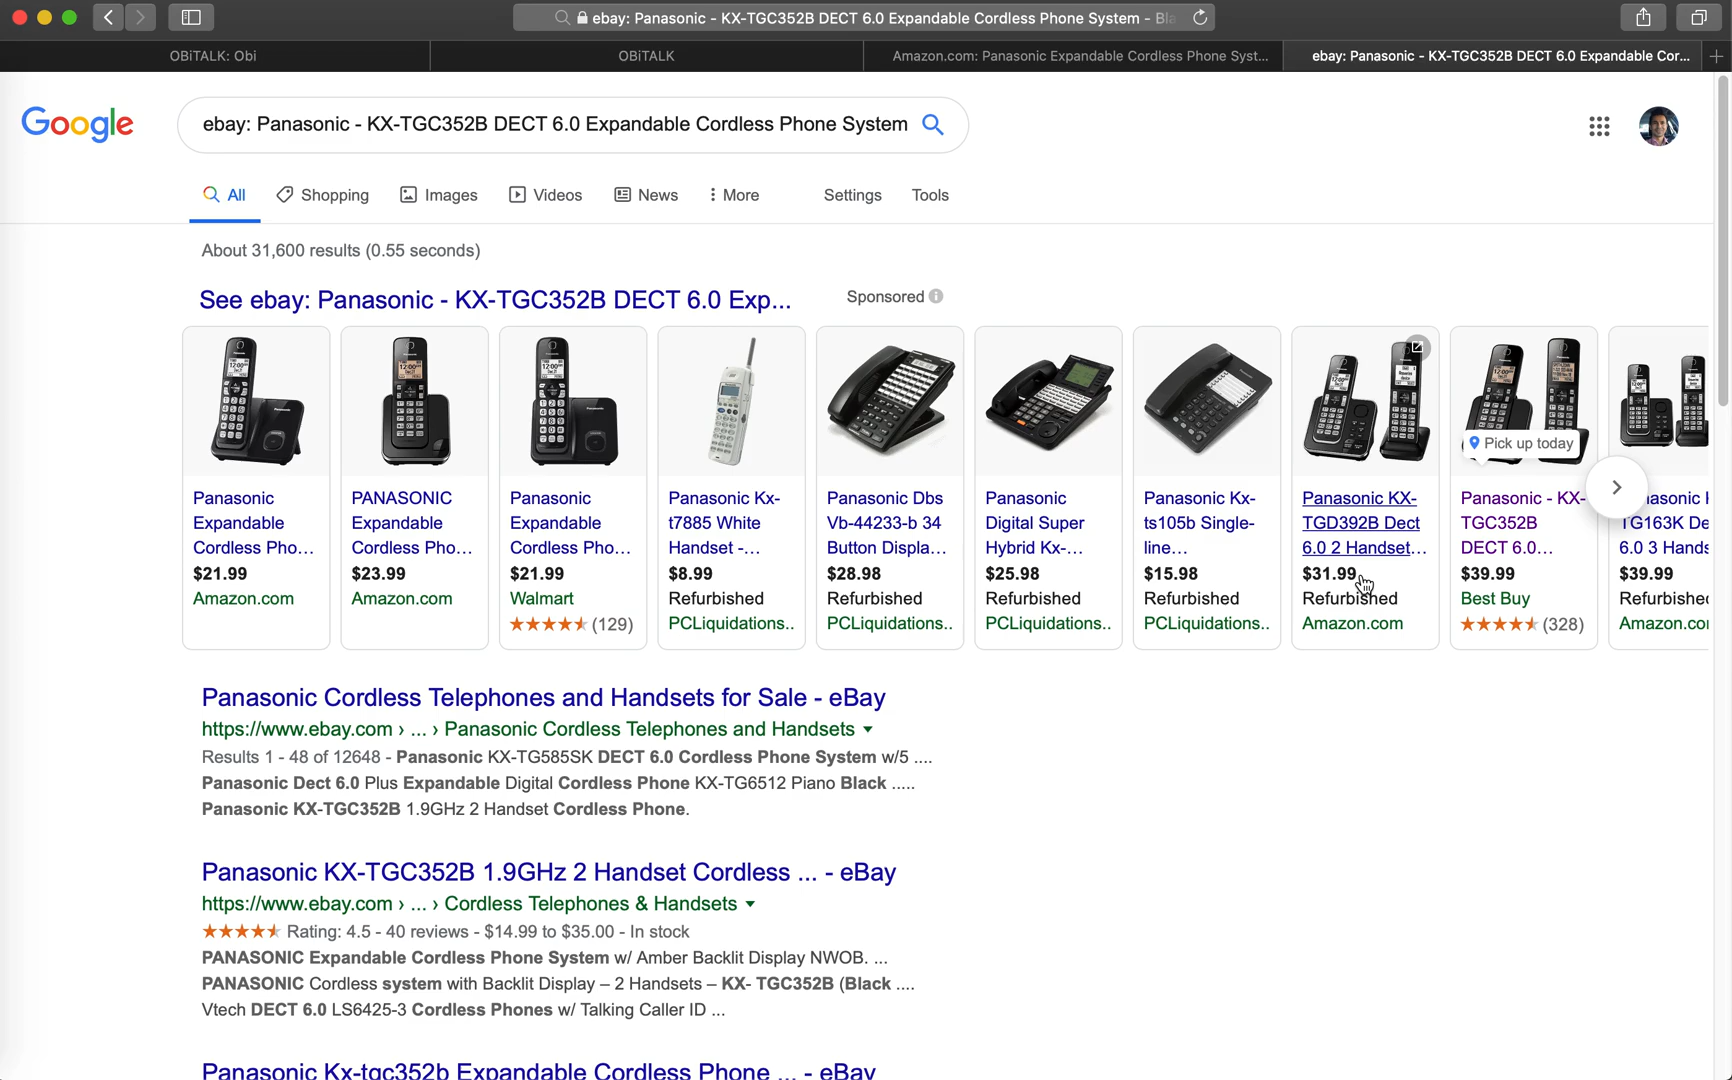 ebay: Panasonic - KX-TGC352B DECT 6.0 Expandable Cordless Phone System - Bla
OBiTALK: Obi
OBiTALK
Amazon.com: Panasonic Expandable Cordless Phone Syst...
ebay: Panasonic - KX-TGC352B DECT 6.0 Expandable Cor...
Google
ebay: Panasonic - KX-TGC352B DECT 6.0 Expandable Cordless Phone System
All
Shopping
Images
Videos
News
More
Settings
Tools
About 31,600 results (0.55 seconds)
See ebay: Panasonic - KX-TGC352B DECT 6.0 Exp...
Sponsored
Panasonic
Expandable
Cordless Pho...
$21.99
Amazon.com
PANASONIC
Expandable
Cordless Pho...
$23.99
Amazon.com
Panasonic
Expandable
Cordless Pho...
$21.99
Walmart
(129)
Panasonic Kx-
t7885 White
Handset -...
$8.99
Refurbished
PCLiquidations..
Panasonic Dbs
Vb-44233-b 34
Button Displa...
$28.98
Refurbished
PCLiquidations..
Panasonic
Digital Super
Hybrid Kx-...
$25.98
Refurbished
PCLiquidations..
Panasonic Kx-
ts105b Single-
line...
$15.98
Refurbished
PCLiquidations..
Panasonic KX-
TGD392B Dect
6.0 2 Handset...
$31.99
Refurbished
Amazon.com
Pick up today
Panasonic - KX-
TGC352B
DECT 6.0...
$39.99
Best Buy
(328)
asonic K
TG163K De
6.0 3 Hands
$39.99
Refurbished
Amazon.co
Panasonic Cordless Telephones and Handsets for Sale - eBay
https://www.ebay.com › ... › Panasonic Cordless Telephones and Handsets
Results 1 - 48 of 12648 - Panasonic KX-TG585SK DECT 6.0 Cordless Phone System w/5 ....
Panasonic Dect 6.0 Plus Expandable Digital Cordless Phone KX-TG6512 Piano Black .....
Panasonic KX-TGC352B 1.9GHz 2 Handset Cordless Phone.
Panasonic KX-TGC352B 1.9GHz 2 Handset Cordless ... - eBay
https://www.ebay.com › ... › Cordless Telephones & Handsets
Rating: 4.5 - 40 reviews - $14.99 to $35.00 - In stock
PANASONIC Expandable Cordless Phone System w/ Amber Backlit Display NWOB. ...
PANASONIC Cordless system with Backlit Display – 2 Handsets – KX- TGC352B (Black ....
Vtech DECT 6.0 LS6425-3 Cordless Phones w/ Talking Caller ID ...
Panasonic Kx-tgc352b Expandable Cordless Phone ... - eBay